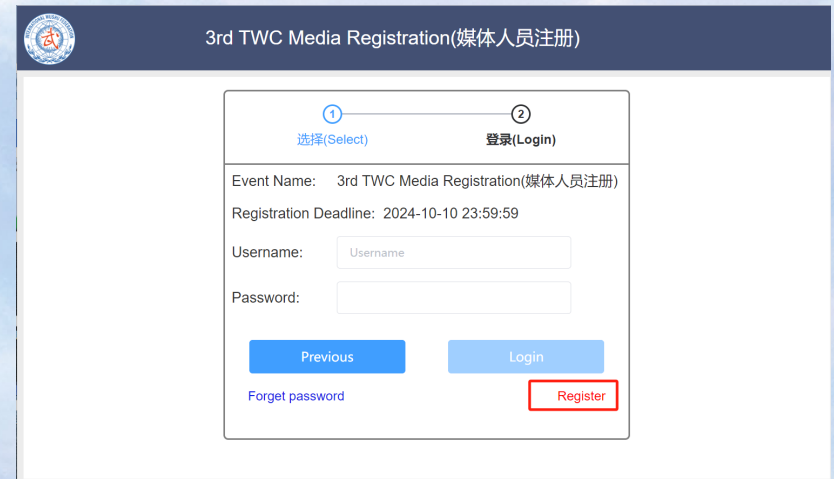 武
3rd TWC Media Registration(媒体人员注册)
1 2
选择(Select) 登录(Login)
Event Name: 3rd TWC Media Registration(媒体人员注册)
Registration Deadline: 2024-10-10 23:59:59
Username: Username
Password:
Previous Login
Forget password Register